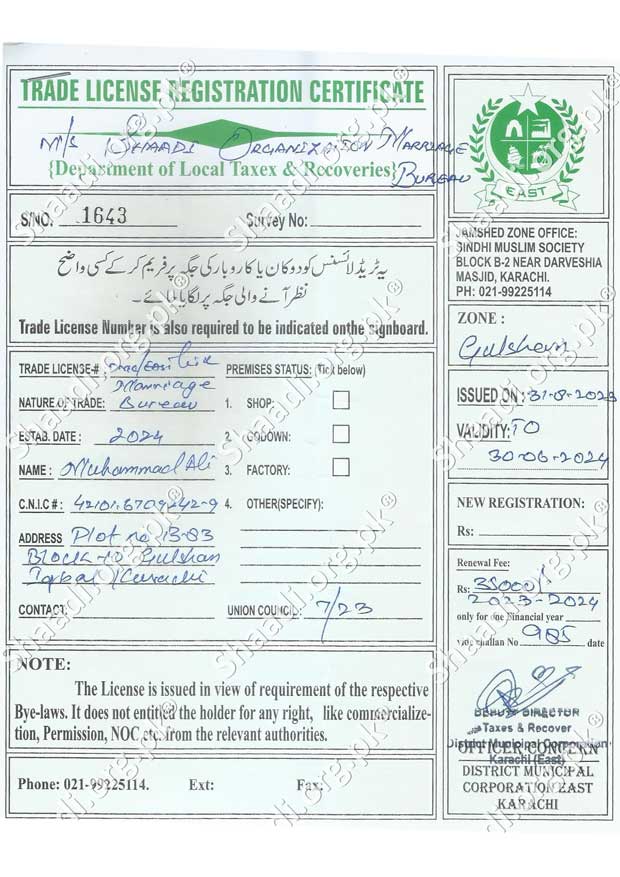 TRADE LICENSE REGISTRATION CERTIFICATE
M/s Shaadi Organization Marriage Bureau
{Department of Local Taxex & Recoveries}
S/NO. 1643 Survey No:
یہ ٹریڈ لائسنس کو دوکان یا کاروبار کی جگہ پر فریم کر کے کسی واضح
نظر آنے والی جگہ پر لگایا جائے۔
Trade License Number is also required to be indicated onthe signboard.
TRADE LICENSE-#
NATURE OF TRADE: Marriage Bureau
ESTAB. DATE: 2024
NAME: Muhammad Ali
C.N.I.C #:
ADDRESS Plot no B-03
Block-10 Gulshan
Iqbal Karachi
CONTACT:
PREMISES STATUS: (Tick below)
1. SHOP:
2. GODOWN:
3. FACTORY:
4. OTHER(SPECIFY):
UNION COUNCIL: 7/23
NOTE:
The License is issued in view of requirement of the respective
Bye-laws. It does not entitled the holder for any right, like commercialize-
tion, Permission, NOC etc. from the relevant authorities.
Phone: 021-99225114. Ext: Fax:
EAST
JAMSHED ZONE OFFICE:
SINDHI MUSLIM SOCIETY
BLOCK B-2 NEAR DARVESHIA
MASJID, KARACHI.
PH: 021-99225114
ZONE:
Gulshan
ISSUED ON: 31-8-2023
VALIDITY: TO
30-06-2024
NEW REGISTRATION:
Rs:
Renewal Fee:
Rs: 35000/
2023-2024
only for one Financial year
vide challan No 985 date
DEPUTY DIRECTOR
Taxes & Recover
District Municipal Corporation
Karachi (East)
OFFICER CONCERN
DISTRICT MUNICIPAL
CORPORATION EAST
KARACHI
Shaadi.org.pk®